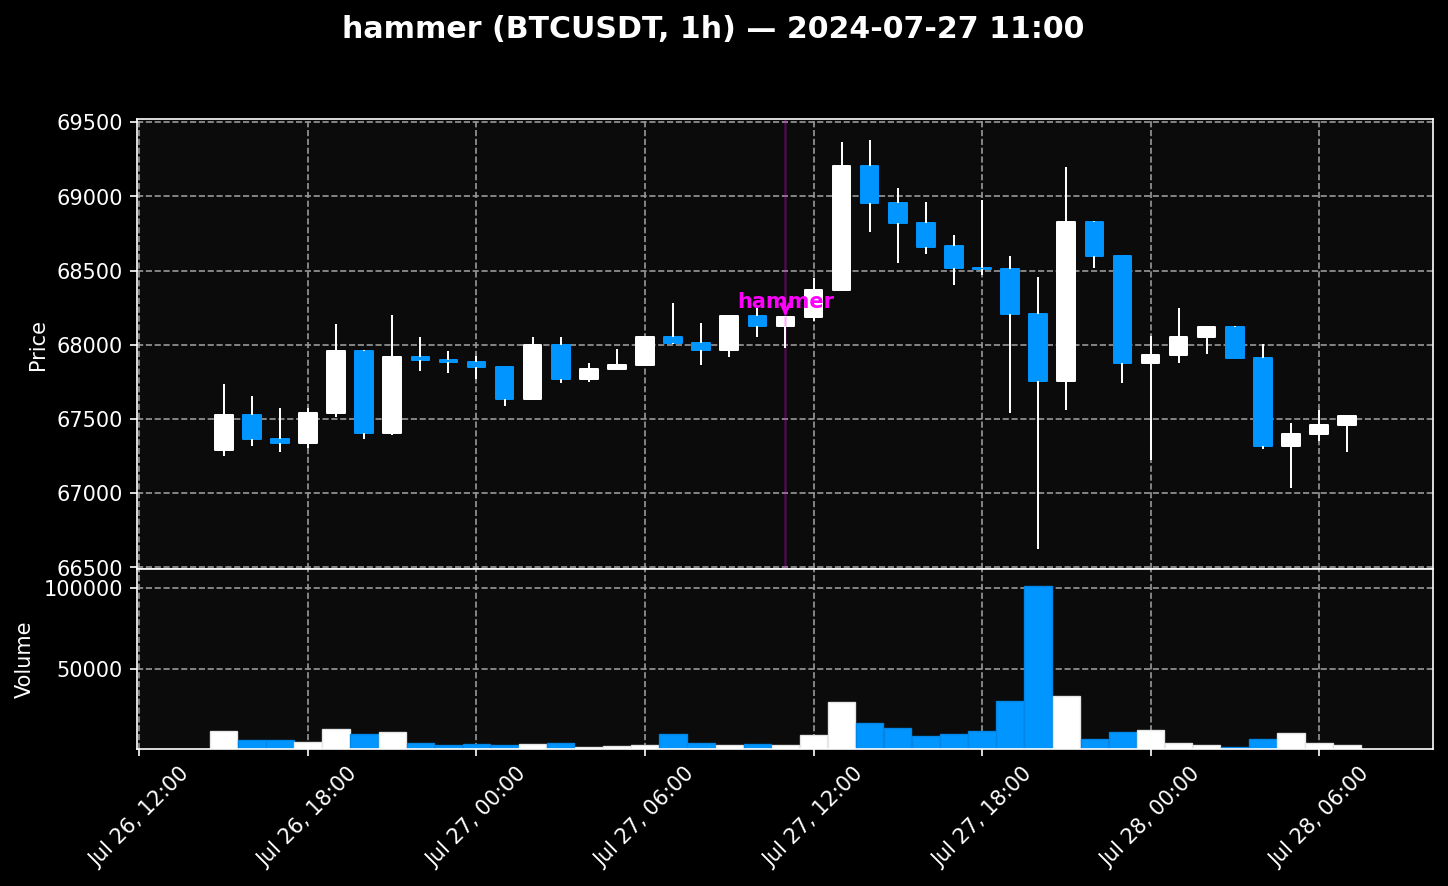 hammer (BTCUSDT, 1h) — 2024-07-27 11:00
69500
69000
68500
68000
67500
67000
66500
Price
hammer
100000
50000
Volume
Jul 26, 12:00
Jul 26, 18:00
Jul 27, 00:00
Jul 27, 06:00
Jul 27, 12:00
Jul 27, 18:00
Jul 28, 00:00
Jul 28, 06:00